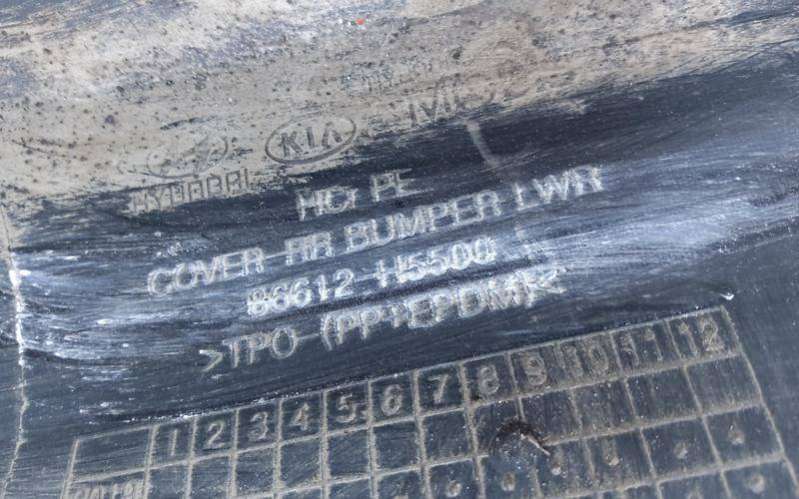 KIA
HYUNDAI
HCr PE
COVER-RR BUMPER LWR
86612-H5500
>TPO-(PP+EPDM)<
1 2 3 4 5 6 7 8 9 10 11 12